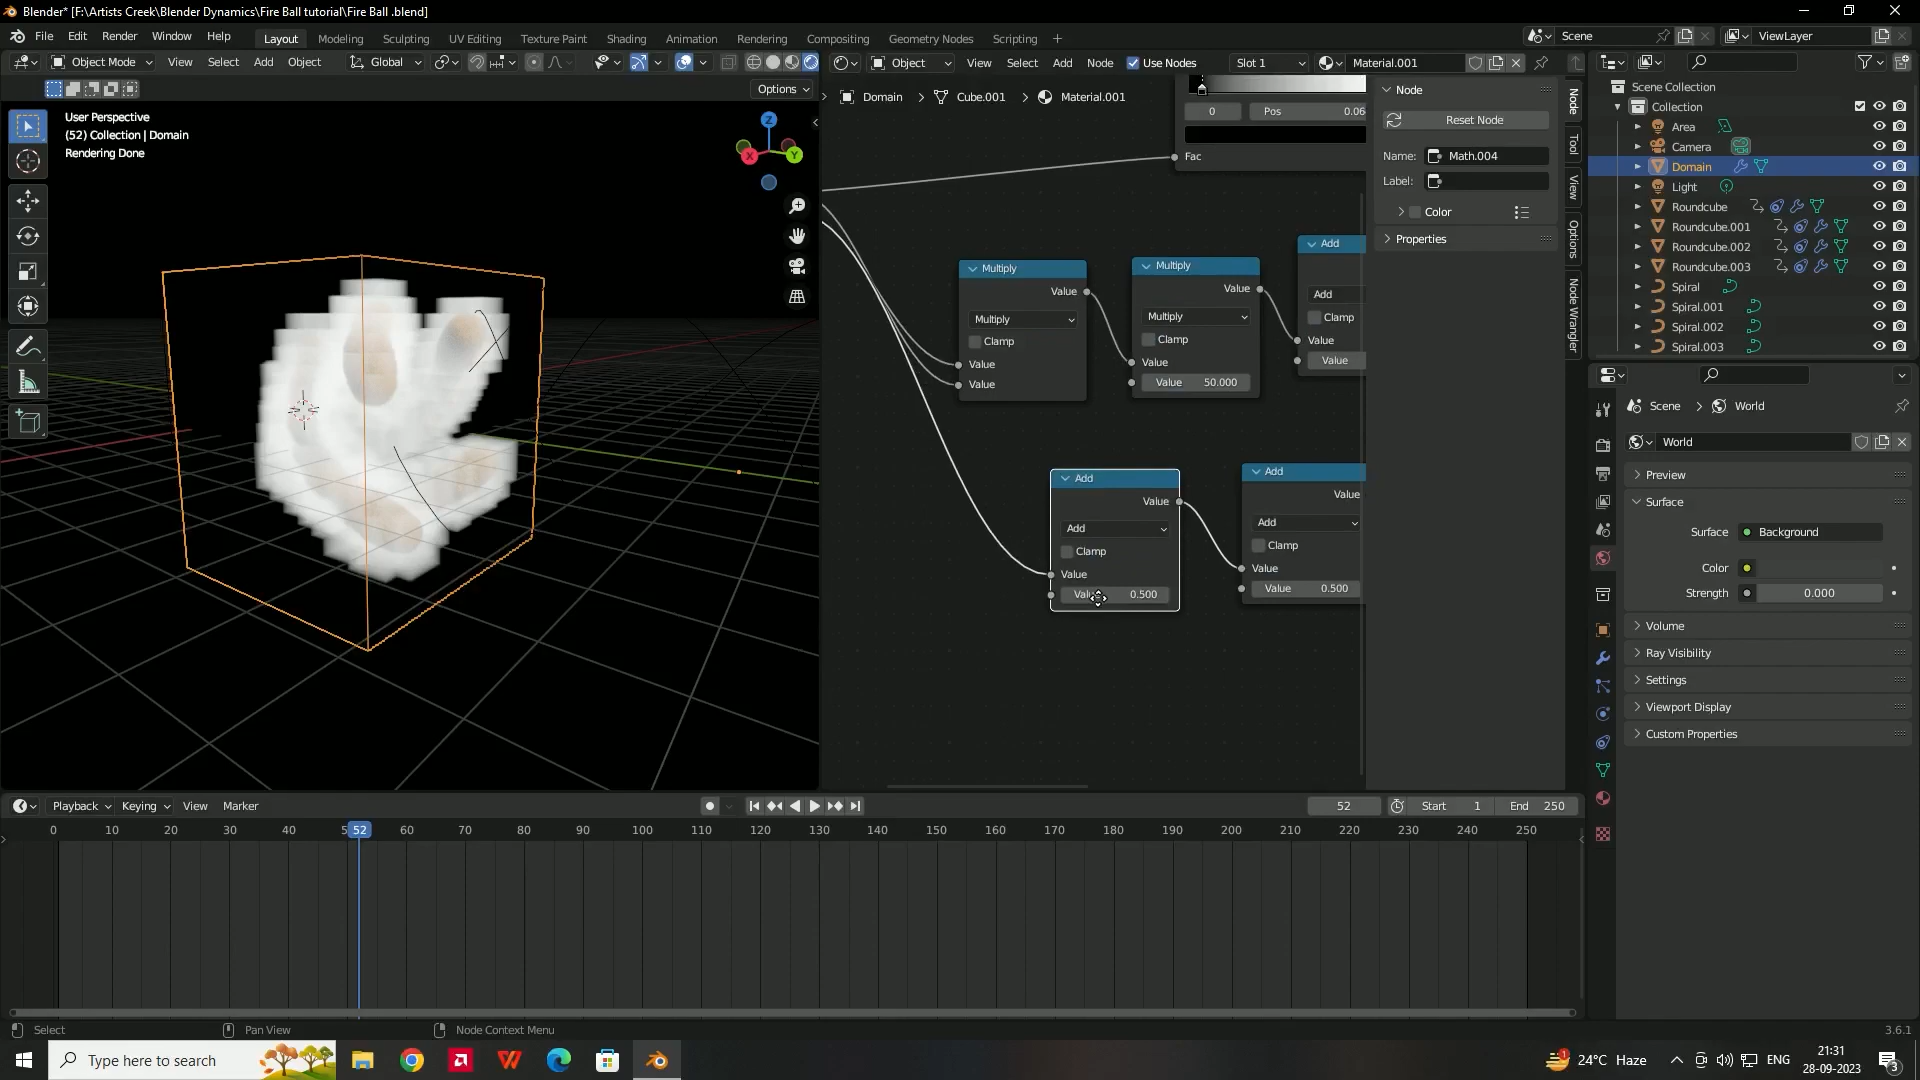 Blender* [F:\Artists Creek\Blender Dynamics\Fire Ball tutorial\Fire Ball .blend]
File Edit Render Window Help Layout Modeling Sculpting UV Editing Texture Paint Shading Animation Rendering Compositing Geometry Nodes Scripting + Scene ViewLayer
Object Mode View Select Add Object Global Object View Select Add Node Use Nodes Slot 1 Material.001
Options
Domain > Cube.001 > Material.001
User Perspective
(52) Collection | Domain
Rendering Done
Z
X
Y
0 Pos 0.06
Fac
Multiply
Value
Multiply
Clamp
Value
Value
Multiply
Value
Multiply
Clamp
Value
Value 50.000
Add
Add
Clamp
Value
Value
Add
Value
Add
Clamp
Value
Value 0.500
Add
Value
Add
Clamp
Value
Value 0.500
Node
Reset Node
Name: Math.004
Label:
Color
Properties
Node
Tool
View
Options
Node Wrangler
Scene Collection
Collection
Area
Camera
Domain
Light
Roundcube
Roundcube.001
Roundcube.002
Roundcube.003
Spiral
Spiral.001
Spiral.002
Spiral.003
Scene > World
World
Preview
Surface
Surface Background
Color
Strength 0.000
Volume
Ray Visibility
Settings
Viewport Display
Custom Properties
Playback Keying View Marker 52 Start 1 End 250
0 10 20 30 40 5 52 60 70 80 90 100 110 120 130 140 150 160 170 180 190 200 210 220 230 240 250
Select Pan View Node Context Menu 3.6.1
Type here to search
1
24°C Haze ENG
21:31
28-09-2023
3